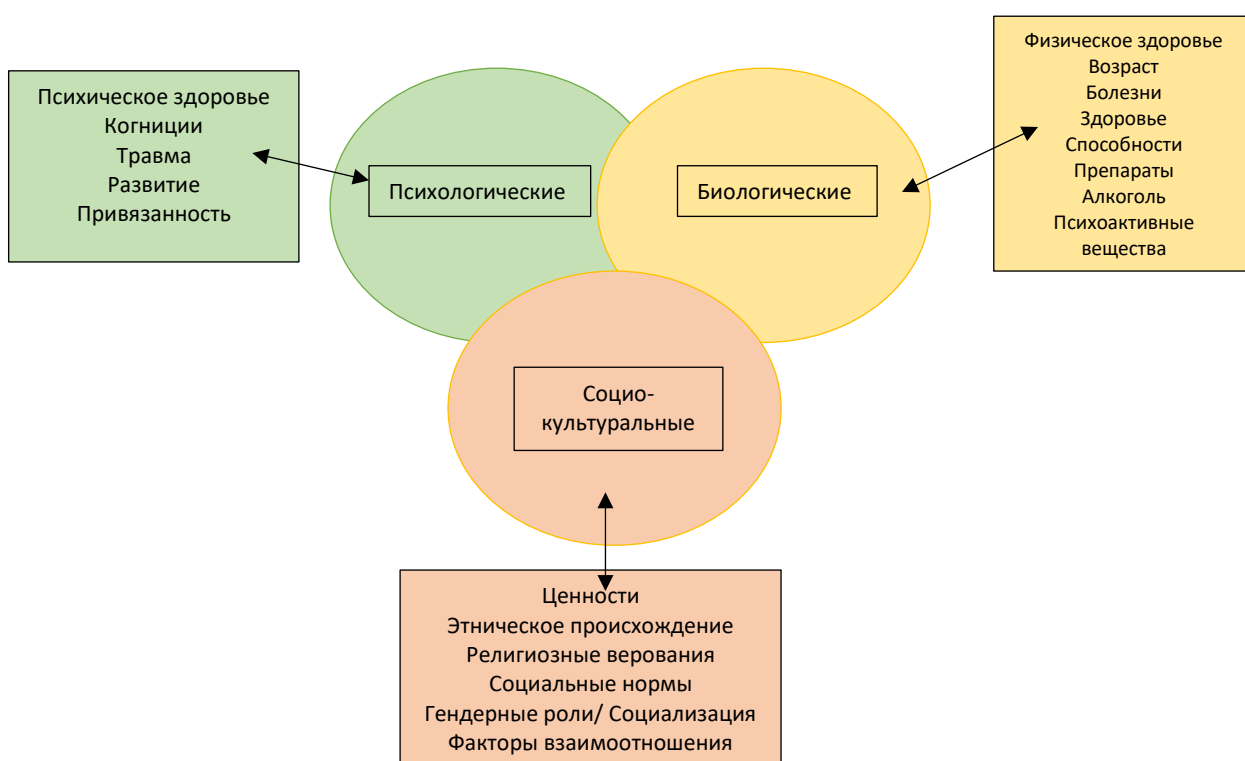 Психическое здоровье
Когниции
Травма
Развитие
Привязанность
Психологические
Биологические
Физическое здоровье
Возраст
Болезни
Здоровье
Способности
Препараты
Алкоголь
Психоактивные
вещества
Социо-
культуральные
Ценности
Этническое происхождение
Религиозные верования
Социальные нормы
Гендерные роли/ Социализация
Факторы взаимоотношения